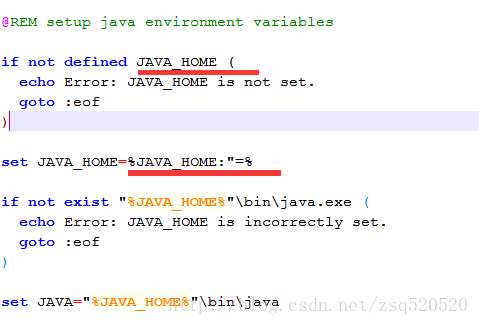 @REM setup java environment variables
if not defined JAVA_HOME (
  echo Error: JAVA_HOME is not set.
  goto :eof
)
set JAVA_HOME=%JAVA_HOME:"=%
if not exist "%JAVA_HOME%"\bin\java.exe (
  echo Error: JAVA_HOME is incorrectly set.
  goto :eof
)
set JAVA="%JAVA_HOME%"\bin\java
http://blog.csdn.net/zsq520520